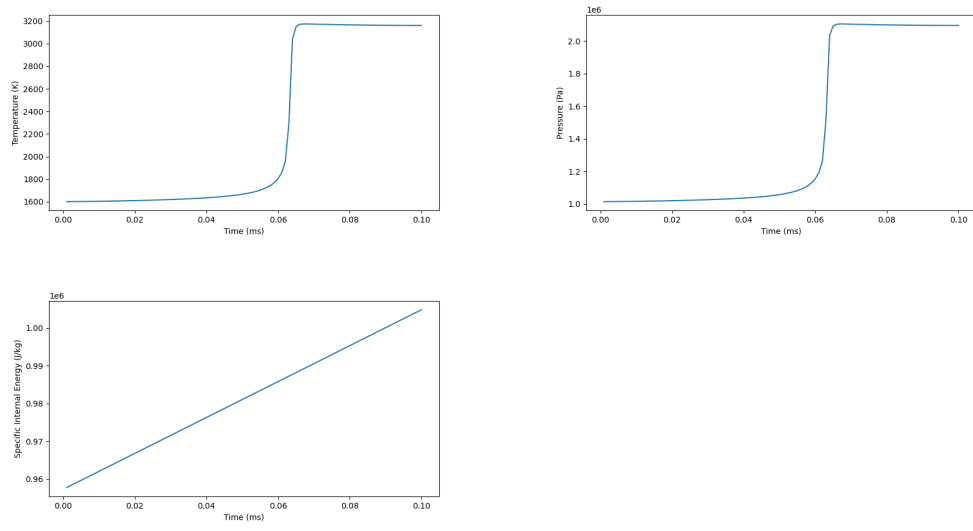 3200
3000
2800
2600
2400
2200
2000
1800
1600
Temperature (K)
0.00 0.02 0.04 0.06 0.08 0.10
Time (ms)
1e6
2.0
1.8
1.6
1.4
1.2
1.0
Pressure (Pa)
0.00 0.02 0.04 0.06 0.08 0.10
Time (ms)
1e6
1.00
0.99
0.98
0.97
0.96
Specific Internal Energy (J/kg)
0.00 0.02 0.04 0.06 0.08 0.10
Time (ms)